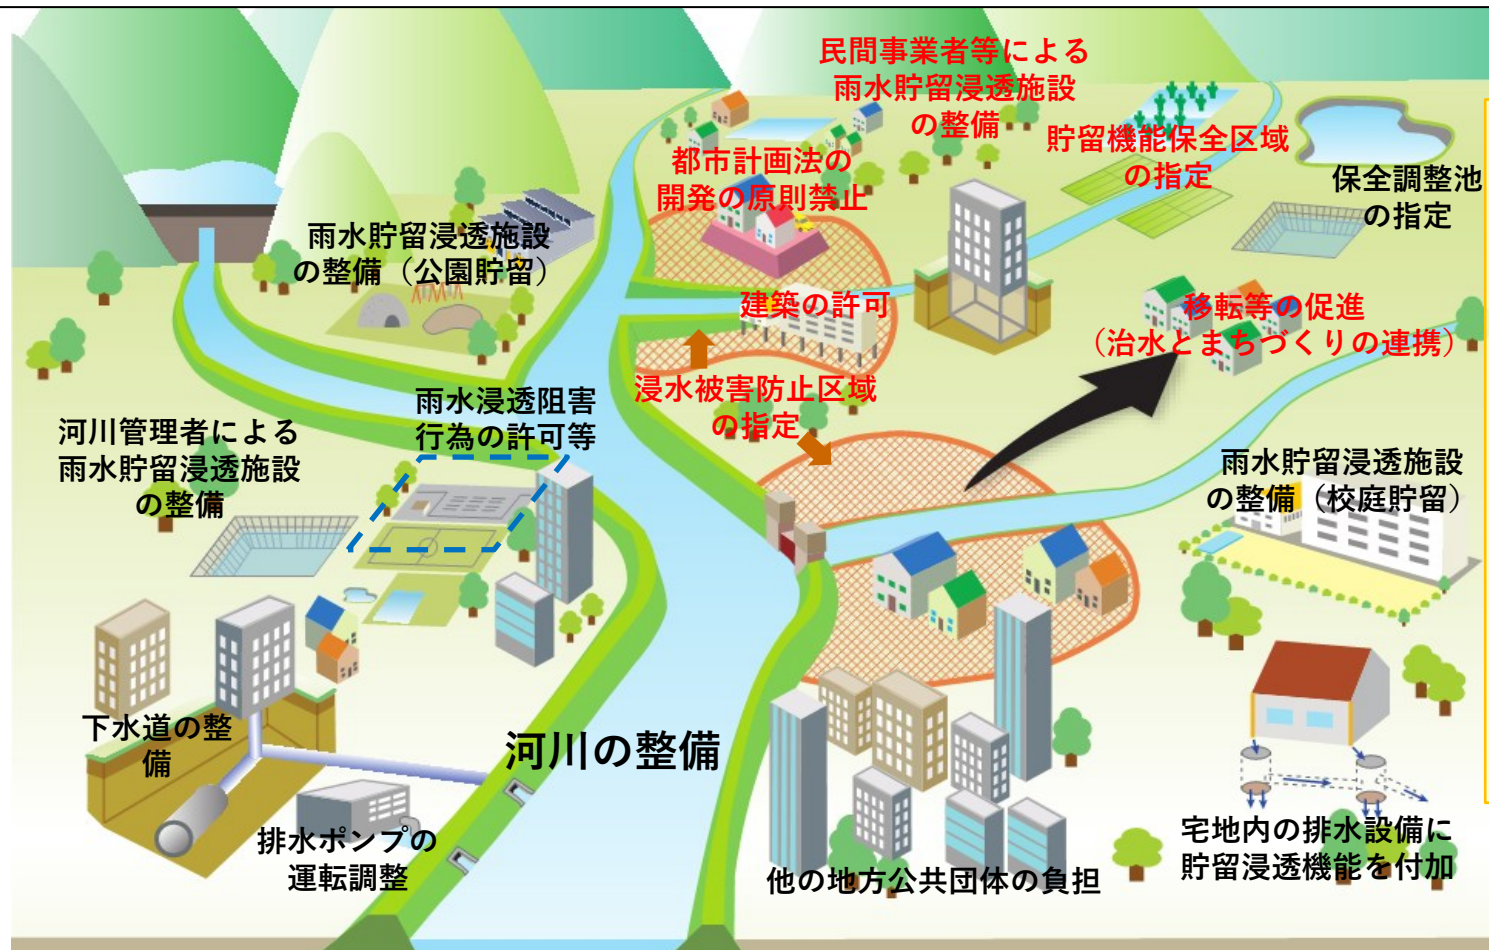 民間事業者等による
雨水貯留浸透施設
の整備
都市計画法の
開発の原則禁止
貯留機能保全区域
の指定
保全調整池
の指定
雨水貯留浸透施設
の整備（公園貯留）
建築の許可
移転等の促進
（治水とまちづくりの連携）
浸水被害防止区域
の指定
雨水浸透阻害
行為の許可等
河川管理者による
雨水貯留浸透施設
の整備
雨水貯留浸透施設
の整備（校庭貯留）
下水道の整
備
河川の整備
排水ポンプの
運転調整
他の地方公共団体の負担
宅地内の排水設備に
貯留浸透機能を付加